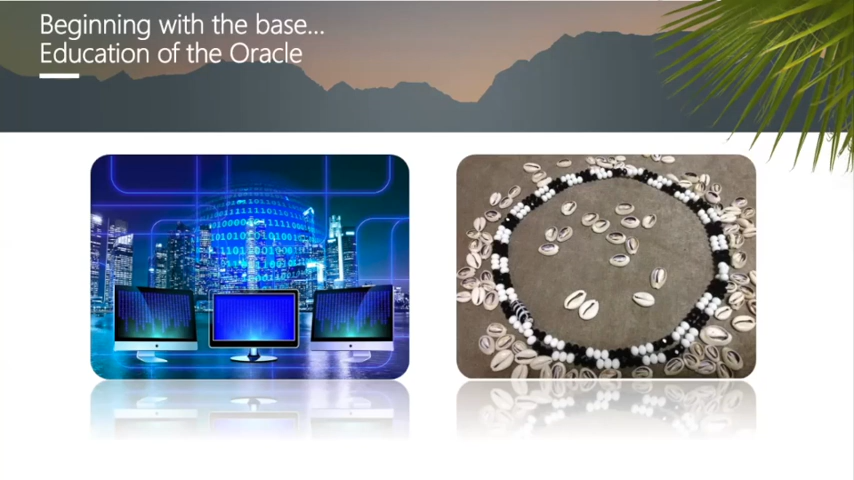 Beginning with the base...
Education of the Oracle